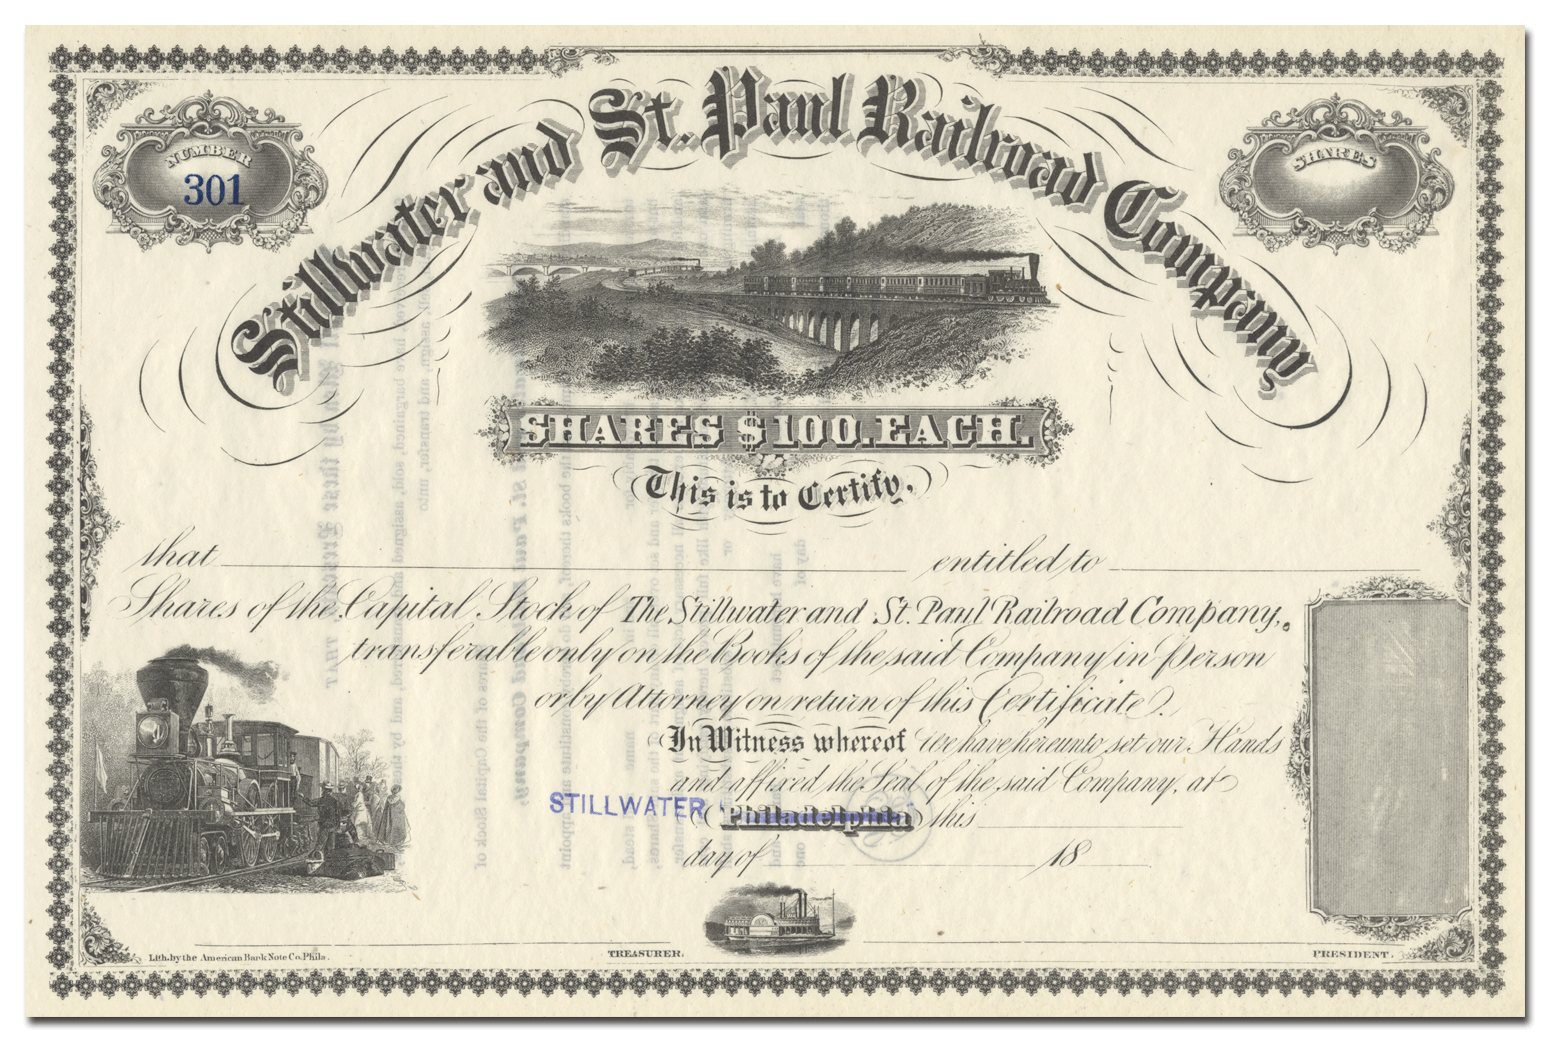 NUMBER
301
Stillwater and St. Paul Railroad Company
SHARES
SHARES $100. EACH.
This is to Certify,
that entitled to
Shares of the Capital Stock of The Stillwater and St. Paul Railroad Company,
transferable only on the Books of the said Company in person
or by Attorney on return of this Certificate.
In Witness whereof We have hereunto set our Hands
and affixed the Seal of the said Company, at
STILLWATER Philadelphia this
day of 18
Lith. by the American Bank Note Co. Phila.
TREASURER.
PRESIDENT.